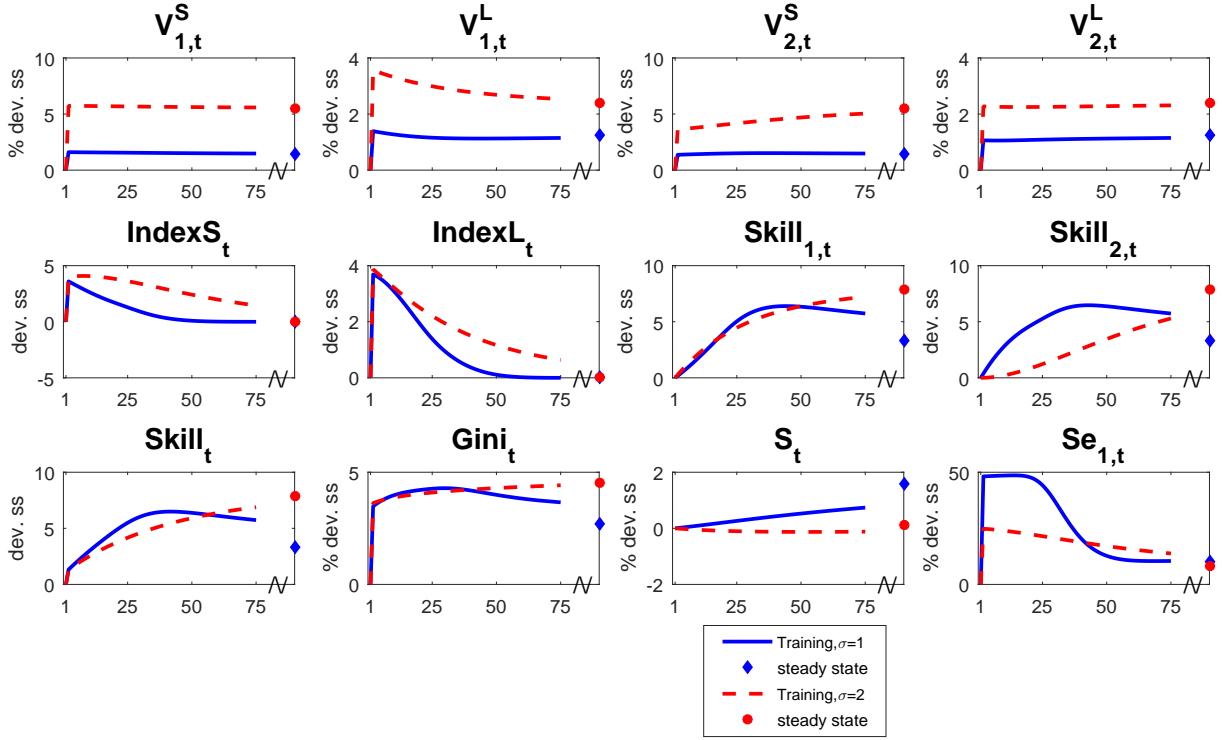 V^S_{1,t}
V^L_{1,t}
V^S_{2,t}
V^L_{2,t}
% dev. ss
10
5
0
1 25 50 75
% dev. ss
4
2
0
1 25 50 75
% dev. ss
10
5
0
1 25 50 75
% dev. ss
4
2
0
1 25 50 75
IndexS_t
IndexL_t
Skill_{1,t}
Skill_{2,t}
dev. ss
5
0
-5
1 25 50 75
dev. ss
4
2
0
1 25 50 75
dev. ss
10
5
0
1 25 50 75
dev. ss
10
5
0
1 25 50 75
Skill_t
Gini_t
S_t
Se_{1,t}
dev. ss
10
5
0
1 25 50 75
% dev. ss
5
0
1 25 50 75
% dev. ss
2
0
-2
1 25 50 75
% dev. ss
50
0
1 25 50 75
Training,σ=1
steady state
Training,σ=2
steady state